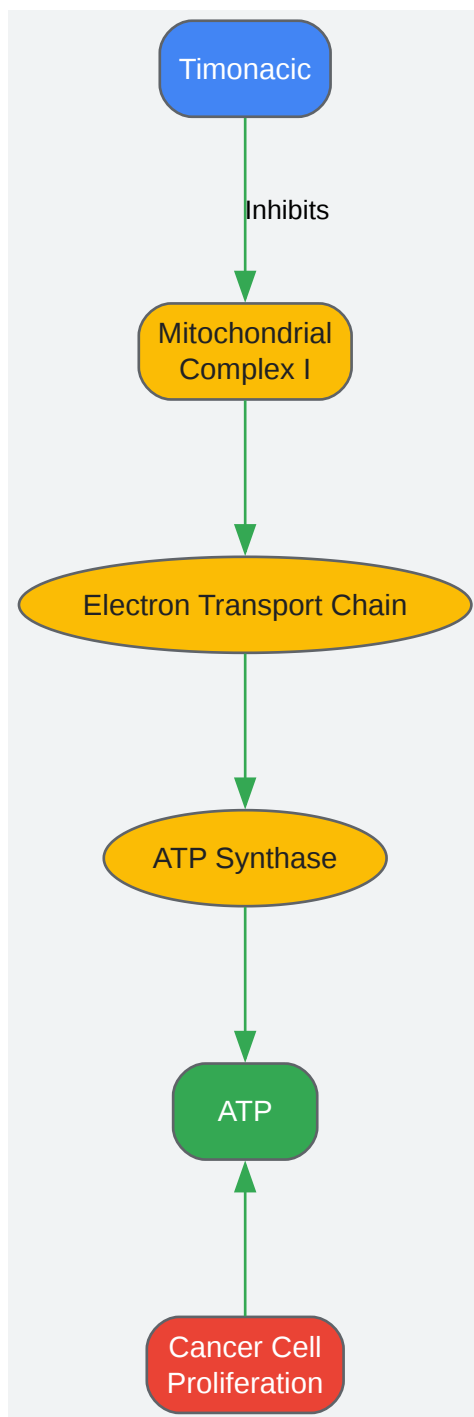 Timonacic
Inhibits
Mitochondrial
Complex I
Electron Transport Chain
ATP Synthase
ATP
Cancer Cell
Proliferation